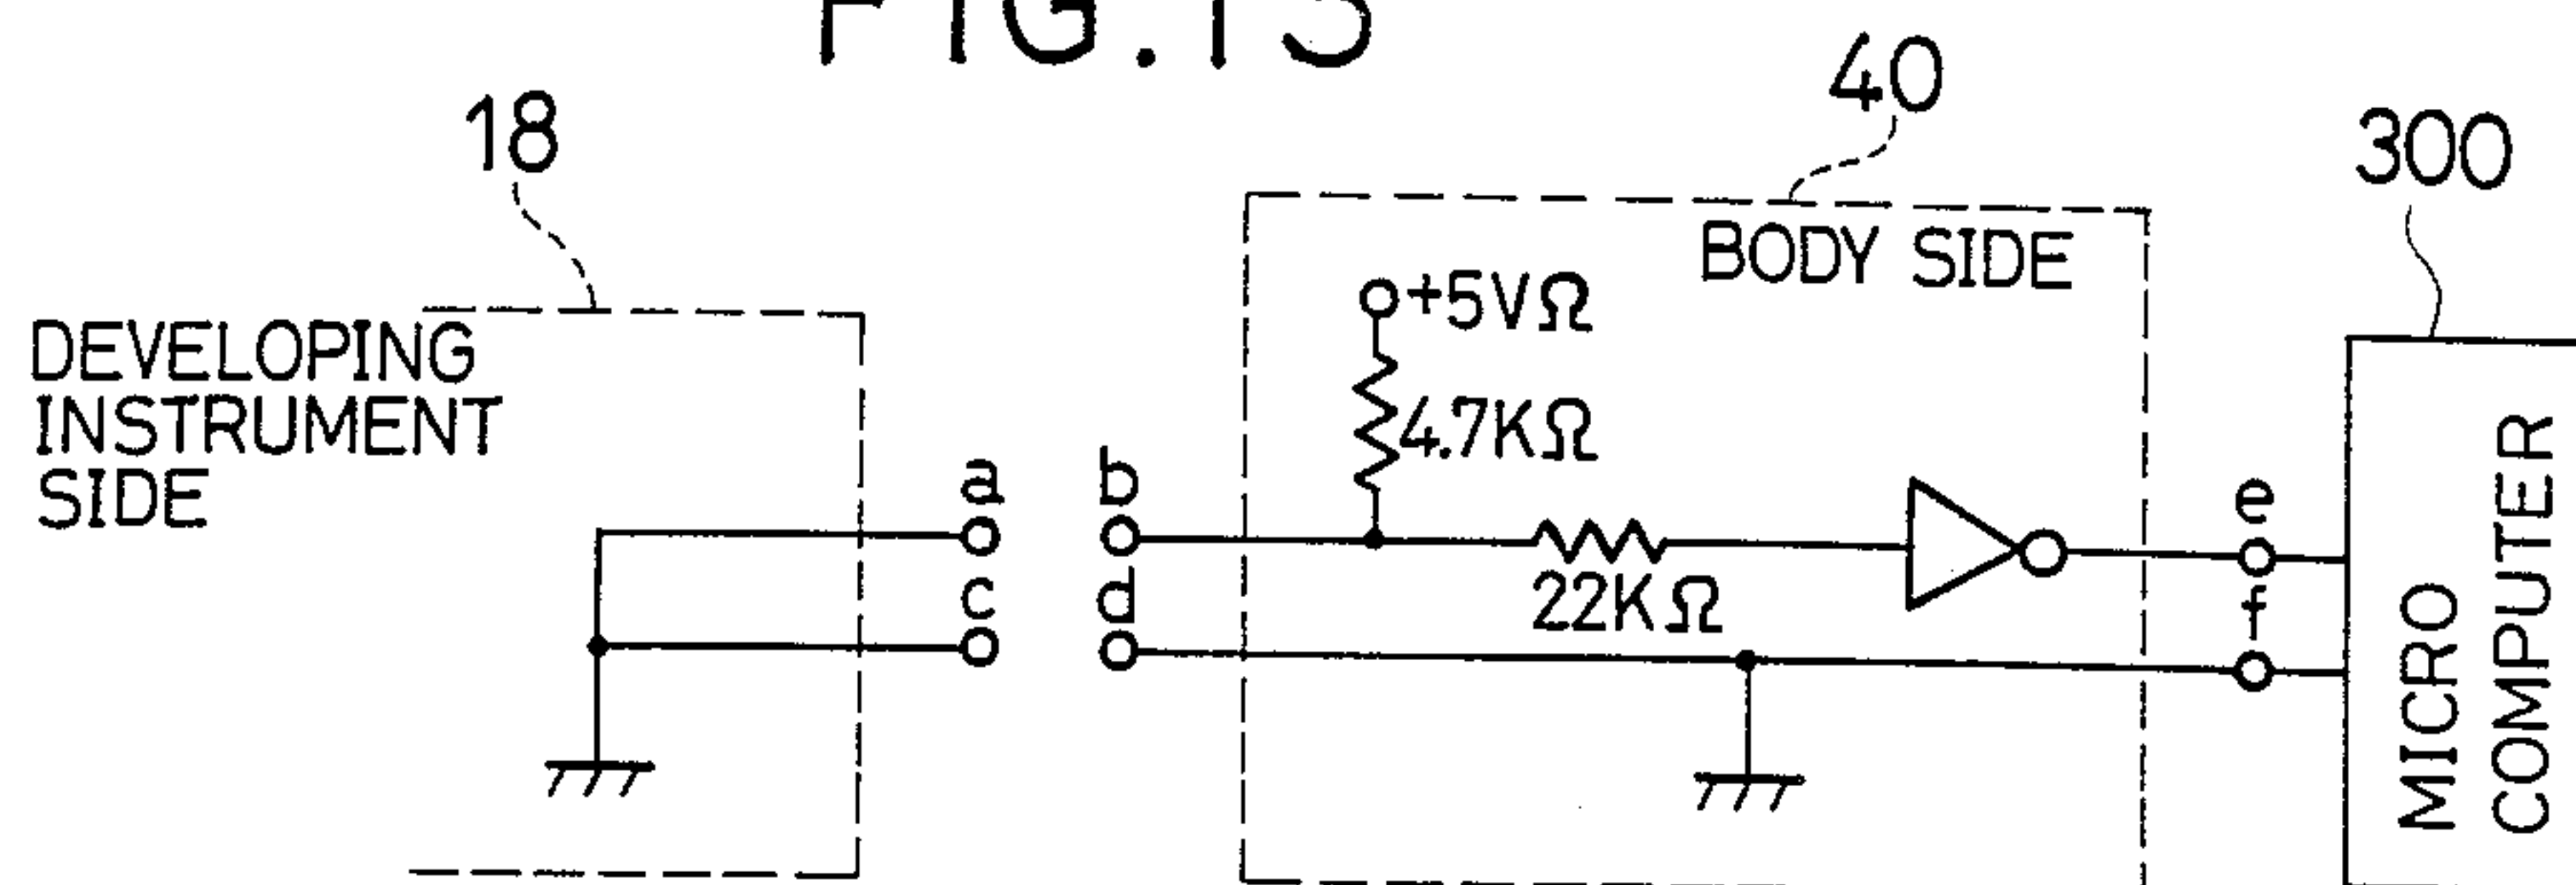 FIG.13
18
40
300
BODY SIDE
+5VΩ
DEVELOPING
INSTRUMENT
SIDE
4.7KΩ
a
b
e
22KΩ
c
d
f
MICRO
COMPUTER